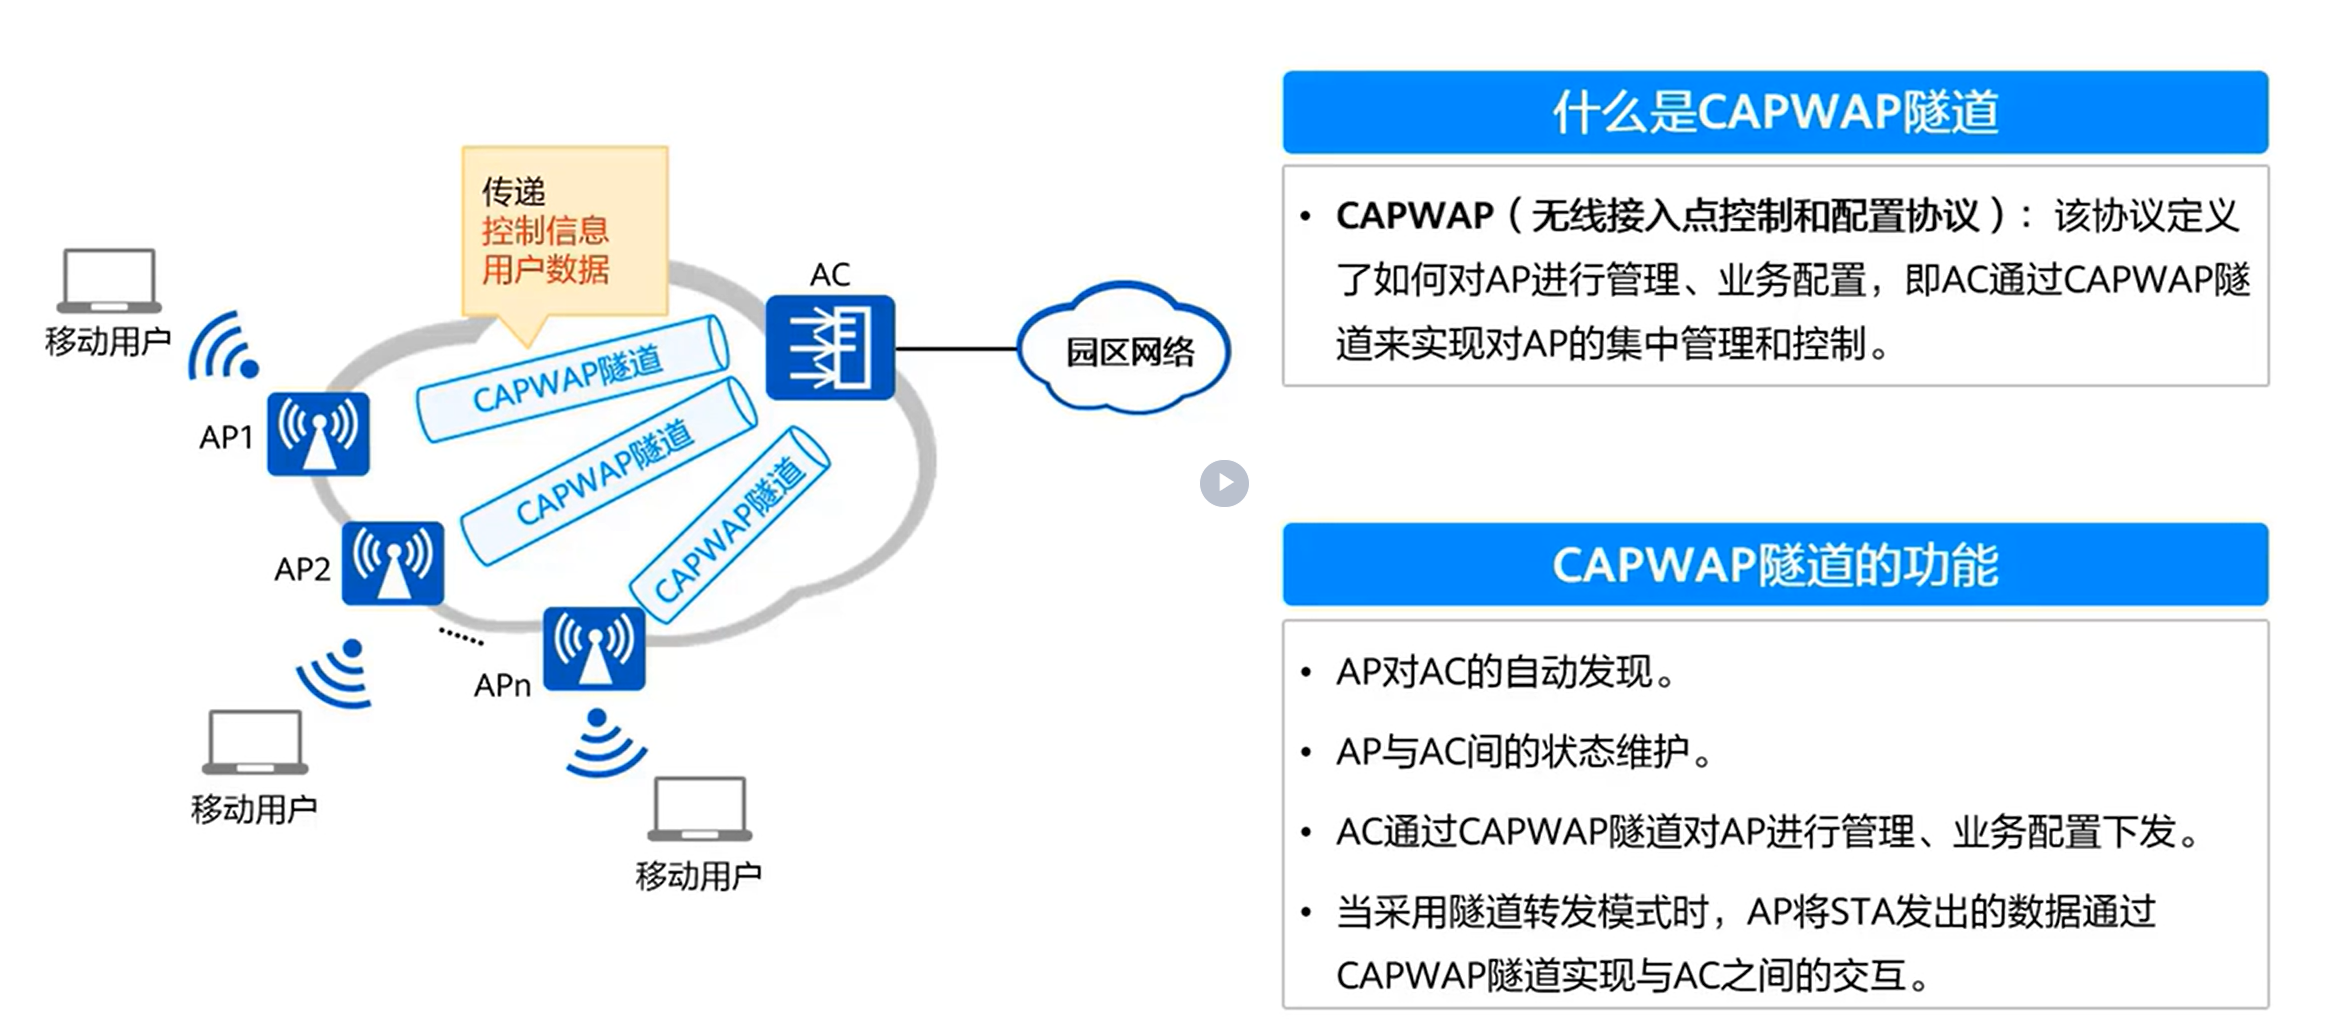 传递
控制信息
用户数据
AC
移动用户
CAPWAP隧道
园区网络
AP1
CAPWAP隧道
CAPWAP隧道
AP2
APn
移动用户
移动用户
什么是CAPWAP隧道
• CAPWAP（无线接入点控制和配置协议）：该协议定义
了如何对AP进行管理、业务配置，即AC通过CAPWAP隧
道来实现对AP的集中管理和控制。
CAPWAP隧道的功能
• AP对AC的自动发现。
• AP与AC间的状态维护。
• AC通过CAPWAP隧道对AP进行管理、业务配置下发。
• 当采用隧道转发模式时，AP将STA发出的数据通过
CAPWAP隧道实现与AC之间的交互。